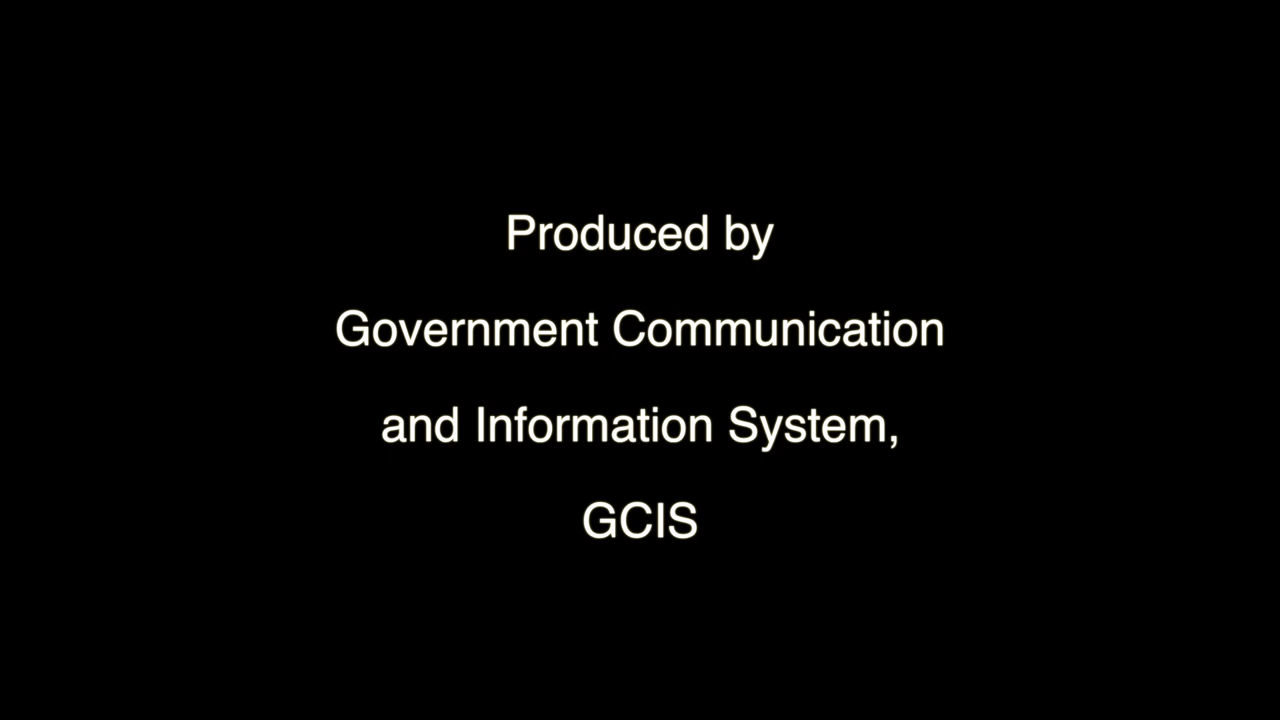 Produced by
Government Communication
and Information System,
GCIS